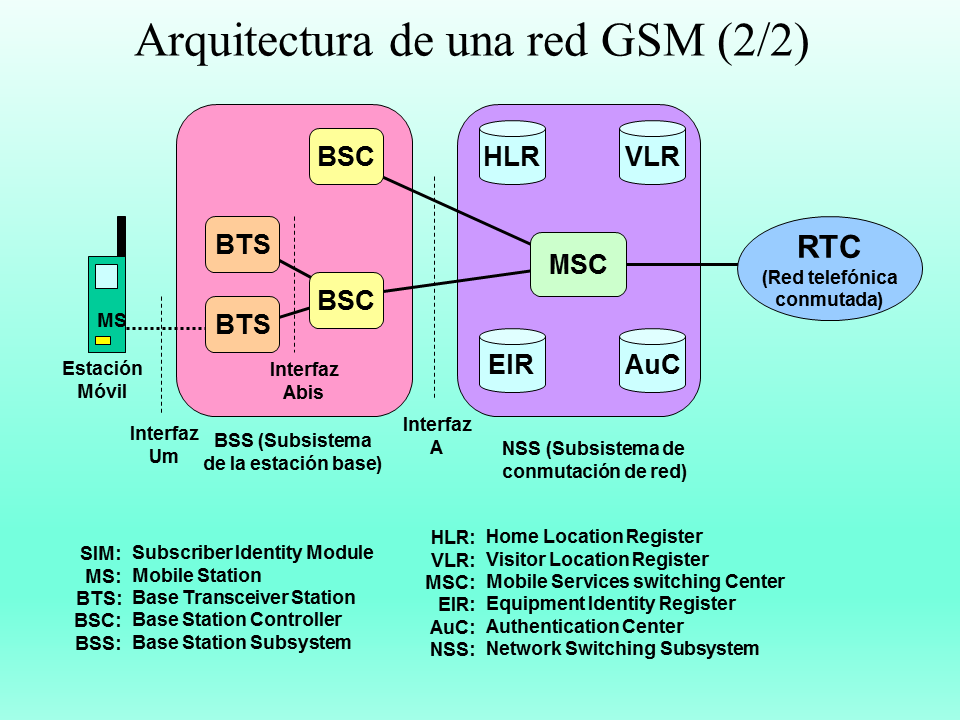 Arquitectura de una red GSM (2/2)
BSC
HLR
VLR
BTS
MSC
RTC
(Red telefónica
conmutada)
BSC
MS
BTS
EIR
AuC
Estación
Móvil
Interfaz
Abis
Interfaz
Um
BSS (Subsistema
de la estación base)
Interfaz
A
NSS (Subsistema de
conmutación de red)
SIM: Subscriber Identity Module
MS: Mobile Station
BTS: Base Transceiver Station
BSC: Base Station Controller
BSS: Base Station Subsystem
HLR: Home Location Register
VLR: Visitor Location Register
MSC: Mobile Services switching Center
EIR: Equipment Identity Register
AuC: Authentication Center
NSS: Network Switching Subsystem